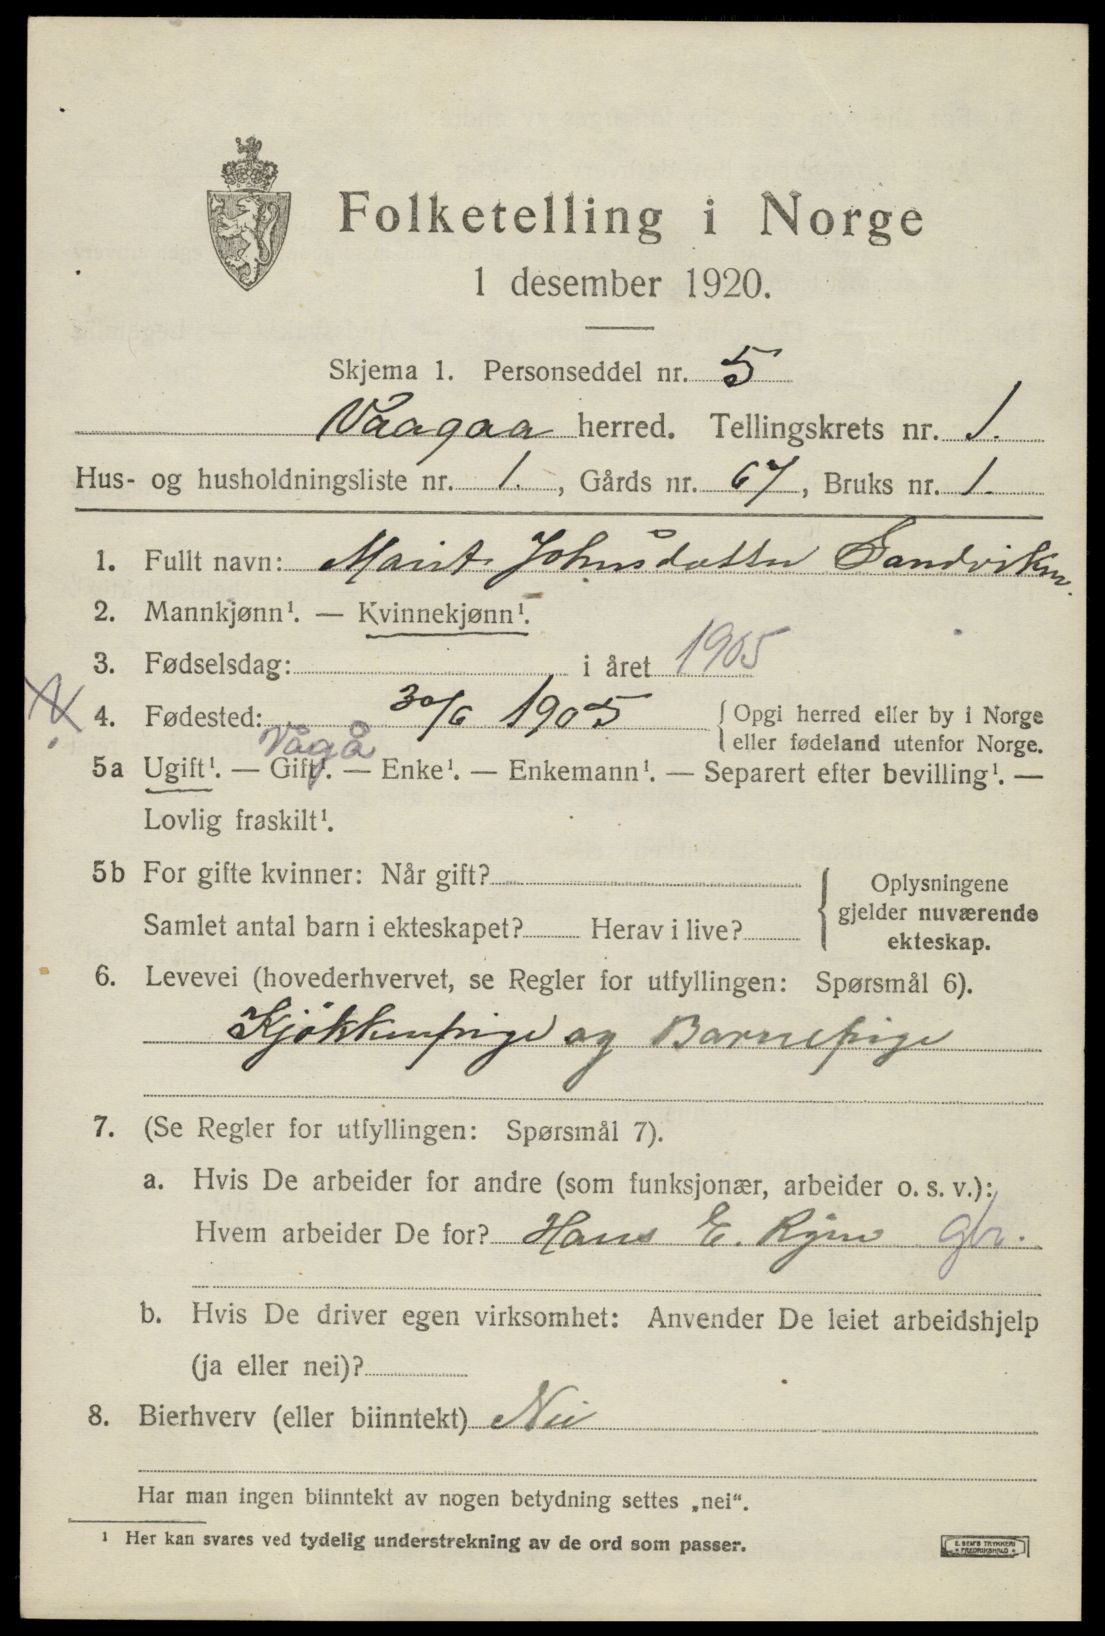 Folketelling i Norge
1 desember 1920.
Skjema 1. Personseddel nr. 5
Vaagaa herred. Tellingskrets nr. 1.
Hus- og husholdningsliste nr. 1. , Gårds nr. 67 , Bruks nr. 1.
1. Fullt navn: Marit Johnsdatter Sandviken.
2. Mannkjønn¹. — Kvinnekjønn¹.
3. Fødselsdag: i året 1905
4. Fødested: 30/6 1905 { Opgi herred eller by i Norge
eller fødeland utenfor Norge.
Vågå
5a Ugift¹. — Gift¹. — Enke¹. — Enkemann¹. — Separert efter bevilling¹. —
Lovlig fraskilt¹.
5b For gifte kvinner: Når gift? { Oplysningene
gjelder nuværende
Samlet antal barn i ekteskapet? Herav i live?
ekteskap.
6. Levevei (hovederhvervet, se Regler for utfyllingen: Spørsmål 6).
Kjökkenpige og Barnepige
7. (Se Regler for utfyllingen: Spørsmål 7).
a. Hvis De arbeider for andre (som funksjonær, arbeider o. s. v.):
Hvem arbeider De for? Hans E. gbr.
b. Hvis De driver egen virksomhet: Anvender De leiet arbeidshjelp
(ja eller nei)?
8. Bierhverv (eller biinntekt) Nei
Har man ingen biinntekt av nogen betydning settes „nei".
¹ Her kan svares ved tydelig understrekning av de ord som passer.
E. SEM'S TRYKKERI
FREDRIKSHALD